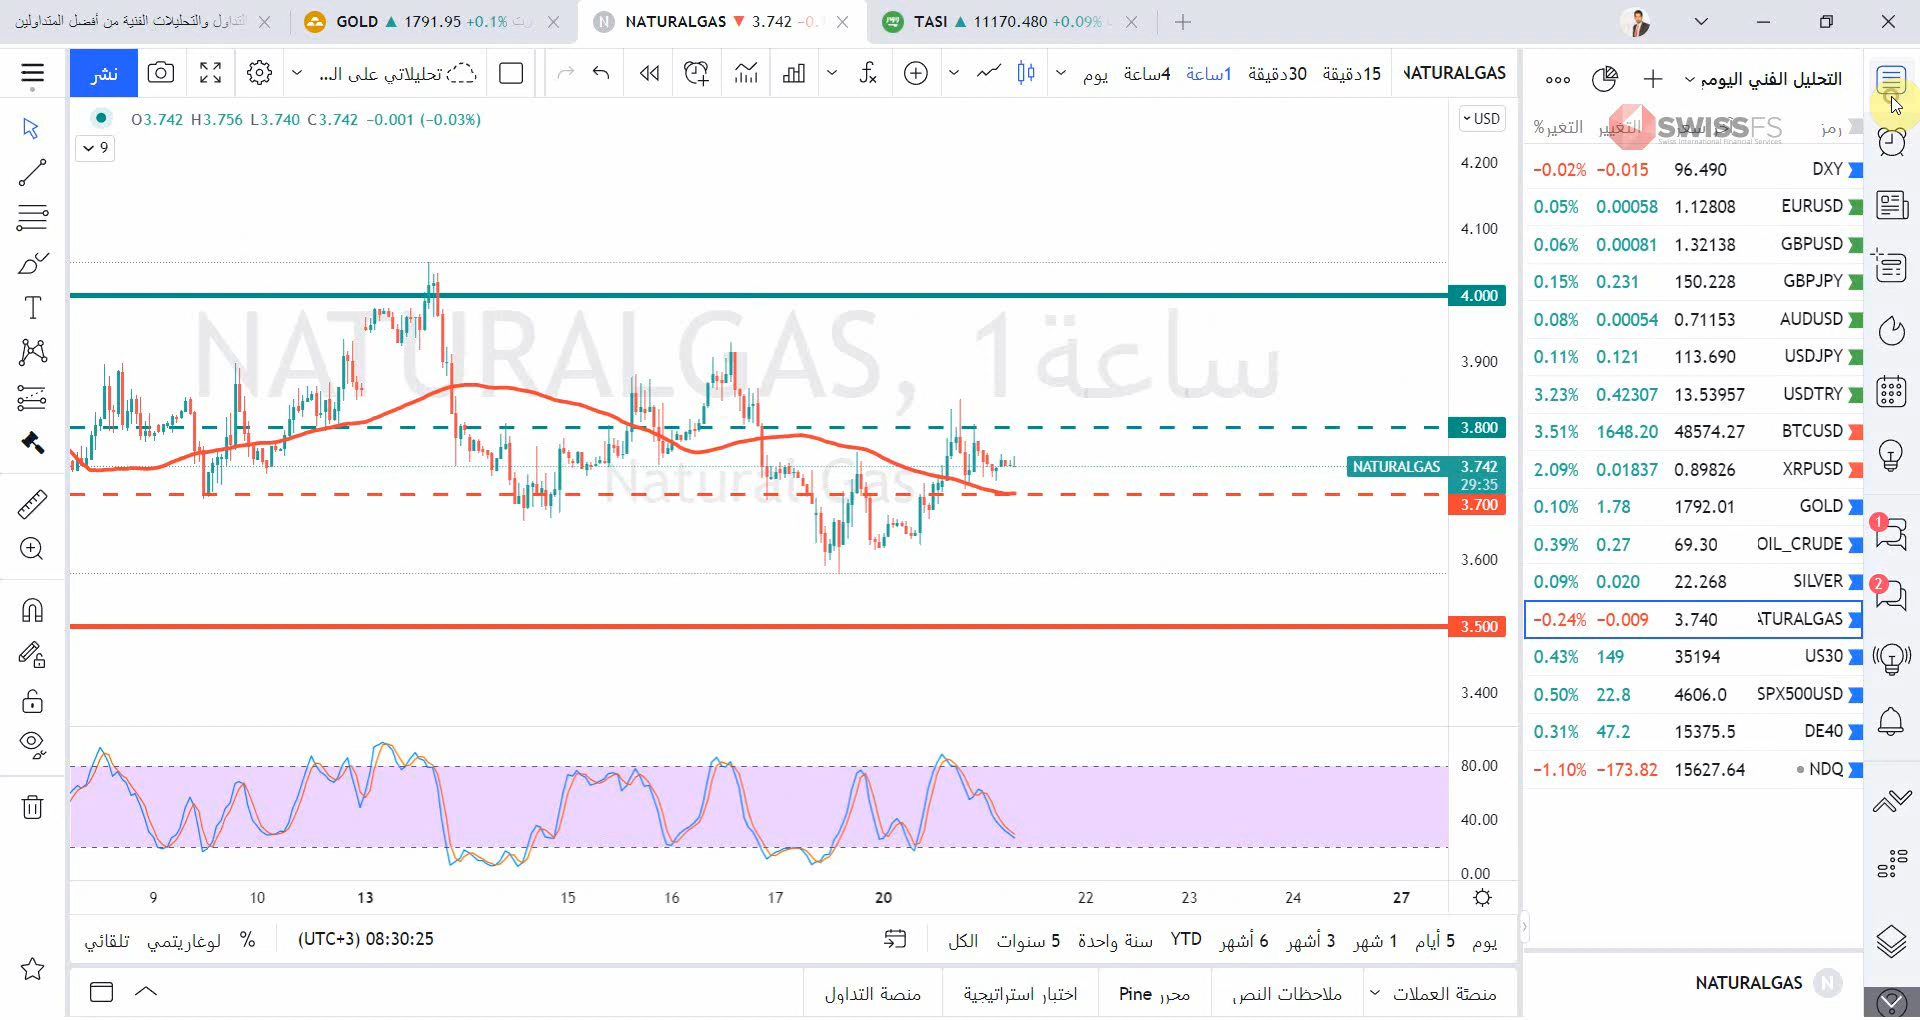 التداول والتحليلات الفنية من أفضل المتداولين
GOLD ▲ 1791.95 +0.1%
NATURALGAS ▼ 3.742
TASI ▲ 11170.480 +0.09%
نشر
تحليلاتي على الـ...
يوم
4ساعة
1ساعة
30دقيقة
15دقيقة
NATURALGAS
O3.742 H3.756 L3.740 C3.742 −0.001 (−0.03%)
9
USD
NATURALGAS, 1ساعة
Natural Gas
4.200
4.100
4.000
3.900
3.800
NATURALGAS 3.742
29:35
3.700
3.600
3.500
3.400
80.00
40.00
0.00
9 10 13 15 16 17 20 22 23 24 27
تلقائي
لوغاريتمي
%
08:30:25 (UTC+3)
يوم
5 أيام
1 شهر
3 أشهر
6 أشهر
YTD
سنة واحدة
5 سنوات
الكل
منصّة العملات
ملاحظات النص
محرر Pine
اختبار استراتيجية
منصة التداول
التحليل الفني اليومي
SWISSFS
Swiss International Financial Services
رمز
التغيير
التغير%
DXY 96.490 −0.015 −0.02%
EURUSD 1.12808 0.00058 0.05%
GBPUSD 1.32138 0.00081 0.06%
GBPJPY 150.228 0.231 0.15%
AUDUSD 0.71153 0.00054 0.08%
USDJPY 113.690 0.121 0.11%
USDTRY 13.53957 0.42307 3.23%
BTCUSD 48574.27 1648.20 3.51%
XRPUSD 0.89826 0.01837 2.09%
GOLD 1792.01 1.78 0.10%
OIL_CRUDE 69.30 0.27 0.39%
SILVER 22.268 0.020 0.09%
ATURALGAS 3.740 −0.009 −0.24%
US30 35194 149 0.43%
SPX500USD 4606.0 22.8 0.50%
DE40 15375.5 47.2 0.31%
NDQ 15627.64 −173.82 −1.10%
1
2
NATURALGAS N